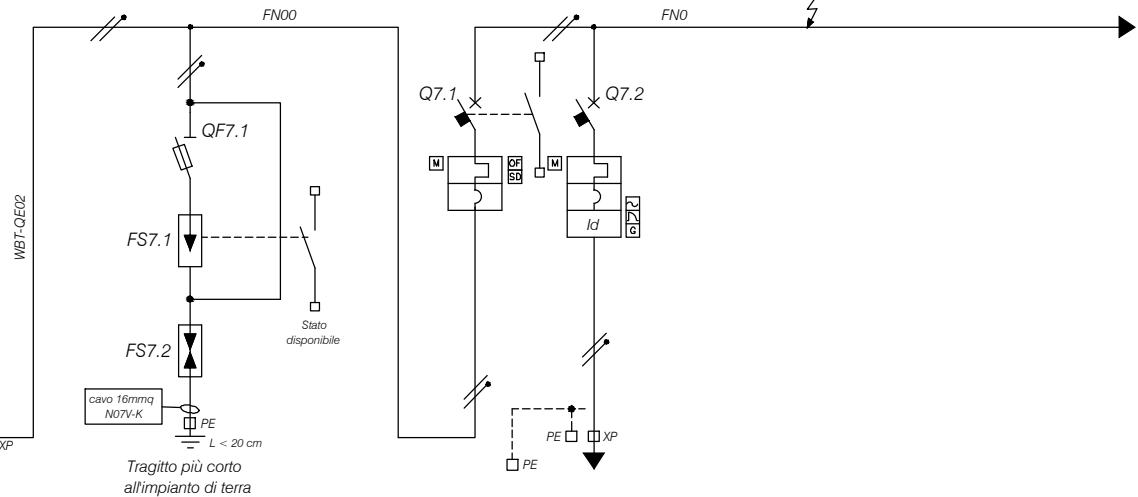 FN00
FN0
Q7.1
Q7.2
QF7.1
M
OF
SD
M
WBT-QE02
Id
G
FS7.1
Stato
disponibile
FS7.2
cavo 16mmq
N07V-K
PE
L < 20 cm
XP
PE
XP
PE
Tragitto più corto
all'impianto di terra